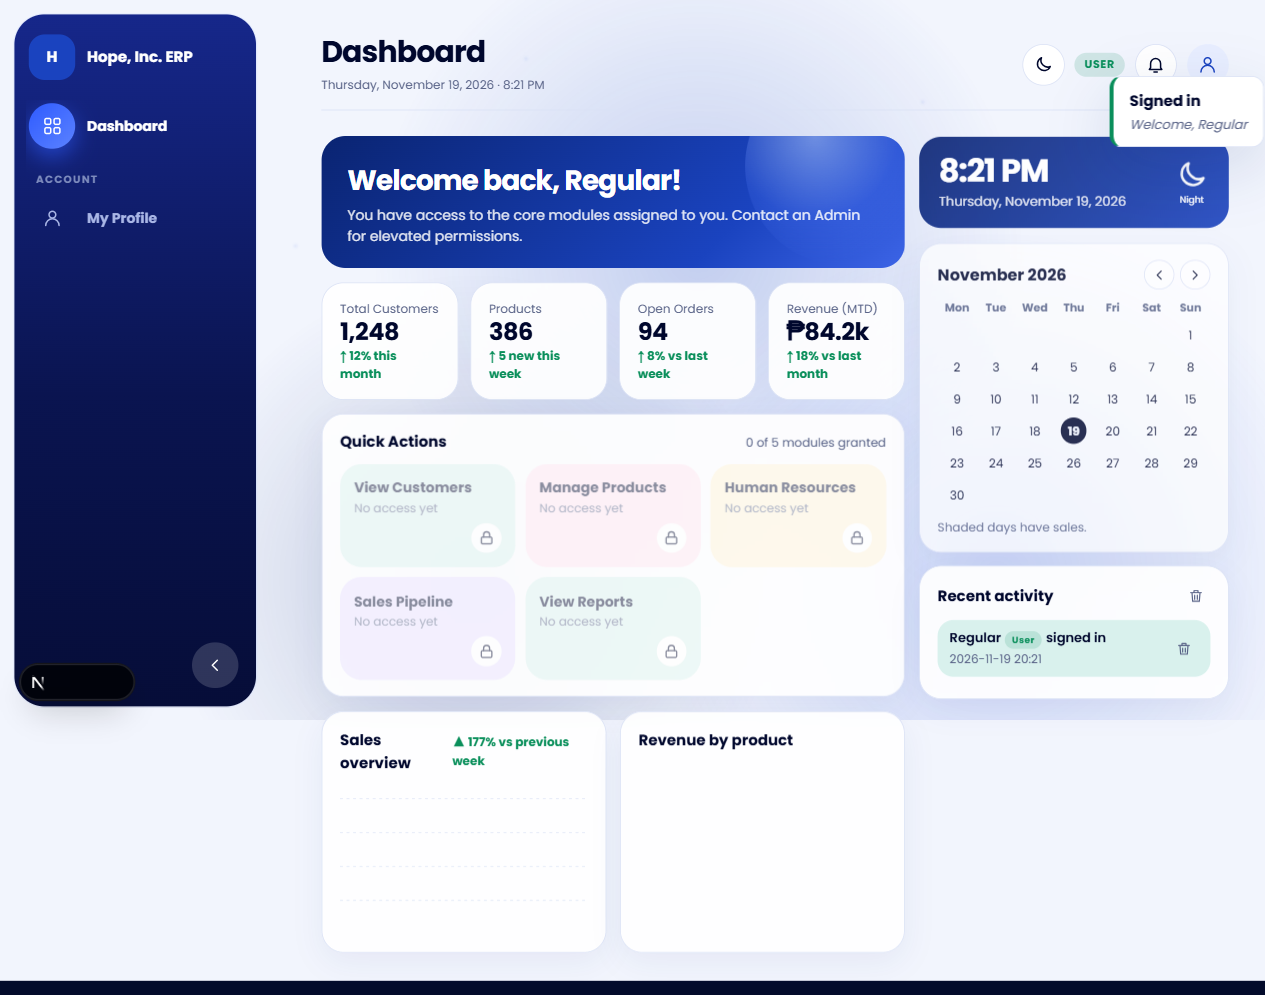 H
Hope, Inc. ERP
Dashboard
ACCOUNT
My Profile
N
Dashboard
Thursday, November 19, 2026 · 8:21 PM
USER
Signed in
Welcome, Regular
Welcome back, Regular!
You have access to the core modules assigned to you. Contact an Admin
for elevated permissions.
Total Customers
1,248
↑ 12% this
month
Products
386
↑ 5 new this
week
Open Orders
94
↑ 8% vs last
week
Revenue (MTD)
₱84.2k
↑ 18% vs last
month
Quick Actions
0 of 5 modules granted
View Customers
No access yet
Manage Products
No access yet
Human Resources
No access yet
Sales Pipeline
No access yet
View Reports
No access yet
Sales
overview
▲ 177% vs previous
week
Revenue by product
8:21 PM
Thursday, November 19, 2026
Night
November 2026
Mon Tue Wed Thu Fri Sat Sun
1
2 3 4 5 6 7 8
9 10 11 12 13 14 15
16 17 18 19 20 21 22
23 24 25 26 27 28 29
30
Shaded days have sales.
Recent activity
Regular User signed in
2026-11-19 20:21